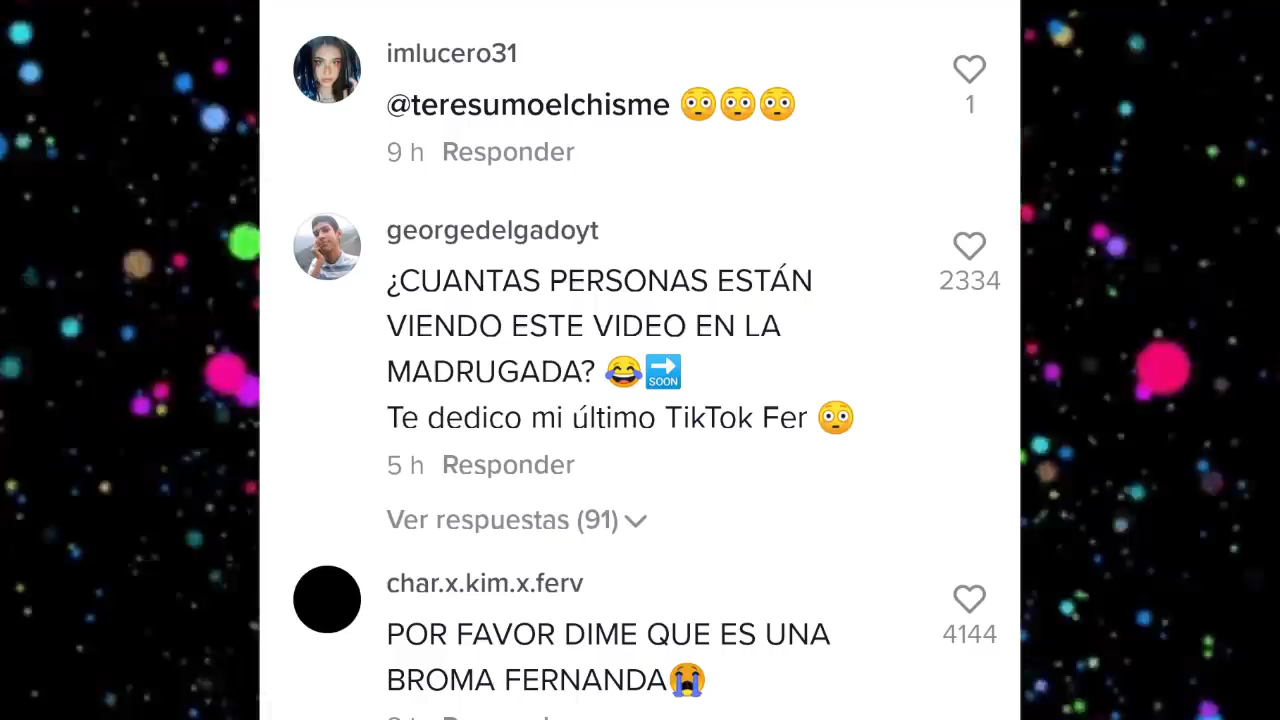 imlucero31
@teresumoelchisme 😳😳😳
1
9 h Responder
georgedelgadoyt
¿CUANTAS PERSONAS ESTÁN
VIENDO ESTE VIDEO EN LA
MADRUGADA? 😂🔜
Te dedico mi último TikTok Fer 😳
2334
5 h Responder
Ver respuestas (91)
char.x.kim.x.ferv
POR FAVOR DIME QUE ES UNA
BROMA FERNANDA😭
4144